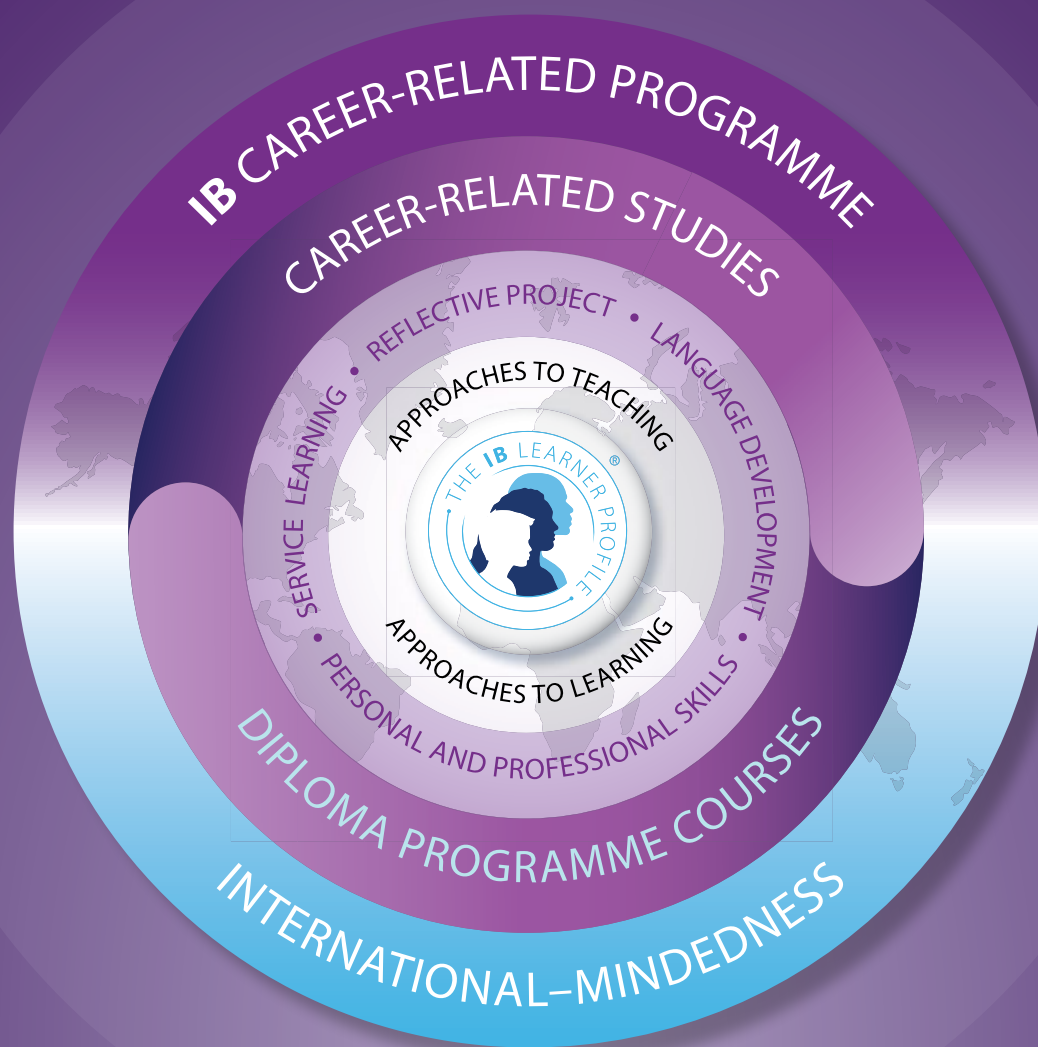 IB CAREER-RELATED PROGRAMME
CAREER-RELATED STUDIES
REFLECTIVE PROJECT • LANGUAGE DEVELOPMENT • PERSONAL AND PROFESSIONAL SKILLS • SERVICE LEARNING •
APPROACHES TO TEACHING
• THE IB LEARNER PROFILE • ®
APPROACHES TO LEARNING
DIPLOMA PROGRAMME COURSES
INTERNATIONAL–MINDEDNESS